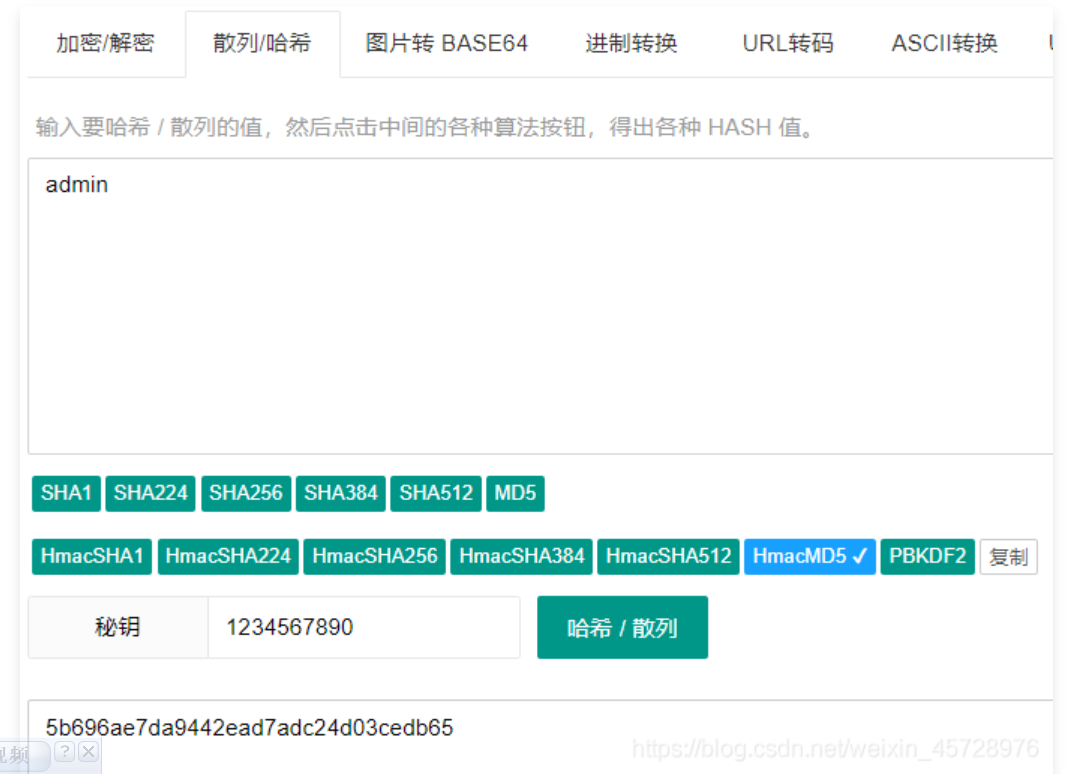 加密/解密 散列/哈希 图片转 BASE64 进制转换 URL转码 ASCII转换
输入要哈希 / 散列的值，然后点击中间的各种算法按钮，得出各种 HASH 值。
admin
SHA1 SHA224 SHA256 SHA384 SHA512 MD5
HmacSHA1 HmacSHA224 HmacSHA256 HmacSHA384 HmacSHA512 HmacMD5 ✓ PBKDF2 复制
秘钥 1234567890 哈希 / 散列
5b696ae7da9442ead7adc24d03cedb65
视频 ? X
https://blog.csdn.net/weixin_45728976